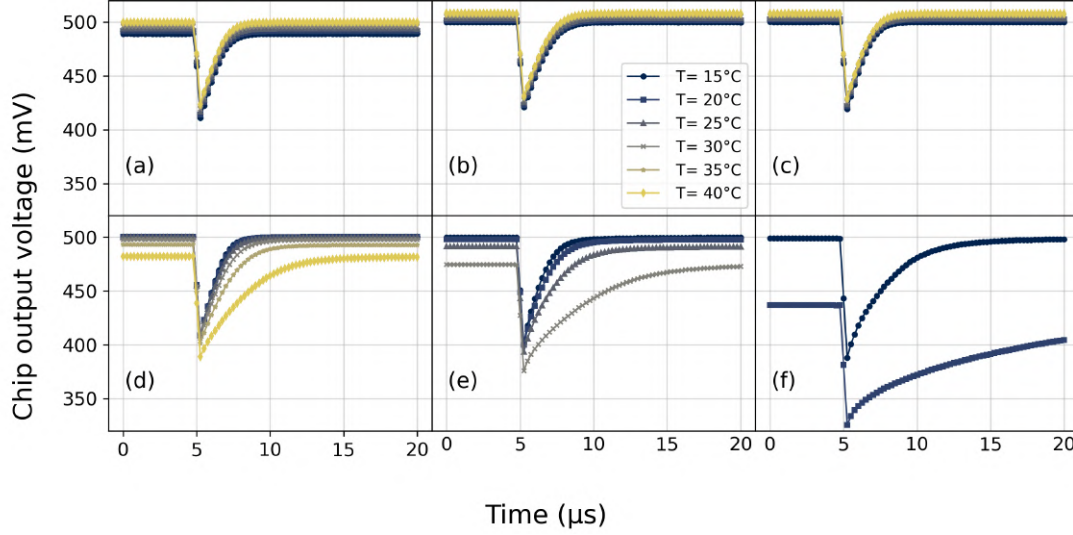 Chip output voltage (mV)
500
450
400
350
(a)
(b)
T= 15°C
T= 20°C
T= 25°C
T= 30°C
T= 35°C
T= 40°C
(c)
500
450
400
350
(d)
(e)
(f)
0 5 10 15 20 0 5 10 15 20 0 5 10 15 20
Time (μs)